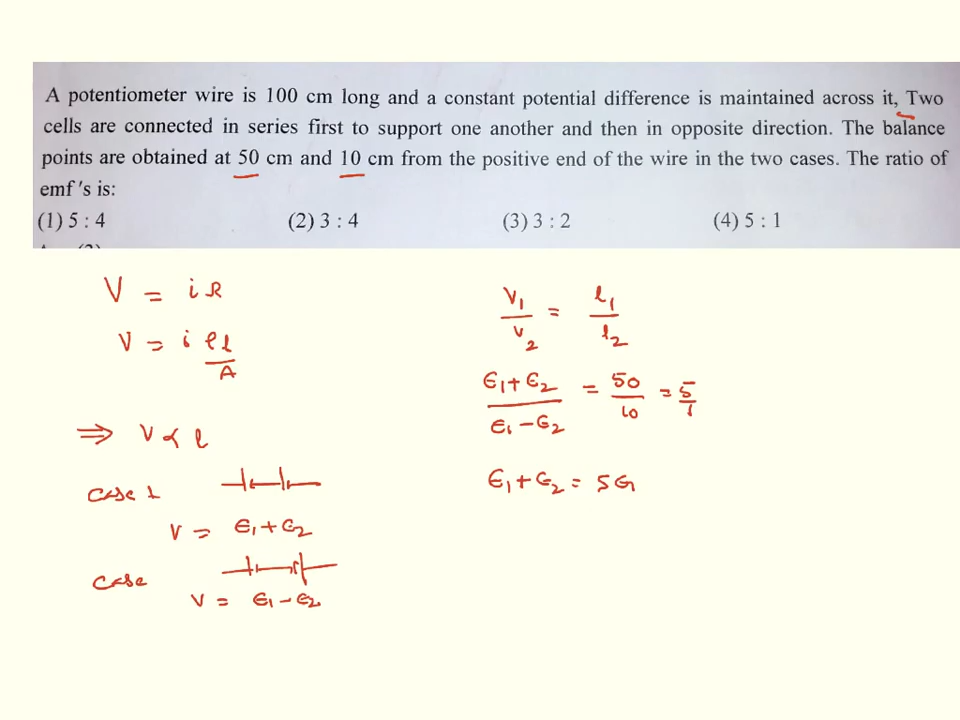 A potentiometer wire is 100 cm long and a constant potential difference is maintained across it, Two
cells are connected in series first to support one another and then in opposite direction. The balance
points are obtained at 50 cm and 10 cm from the positive end of the wire in the two cases. The ratio of
emf 's is:
(1) 5 : 4 (2) 3 : 4 (3) 3 : 2 (4) 5 : 1
V = i R
V = i ρl/A
⇒ V ∝ l
Case 1
V = ϵ1 + ϵ2
Case
V = ϵ1 - ϵ2
V1/V2 = l1/l2
ϵ1 + ϵ2/ϵ1 - ϵ2 = 50/10 = 5/1
ϵ1 + ϵ2 = 5ϵ1